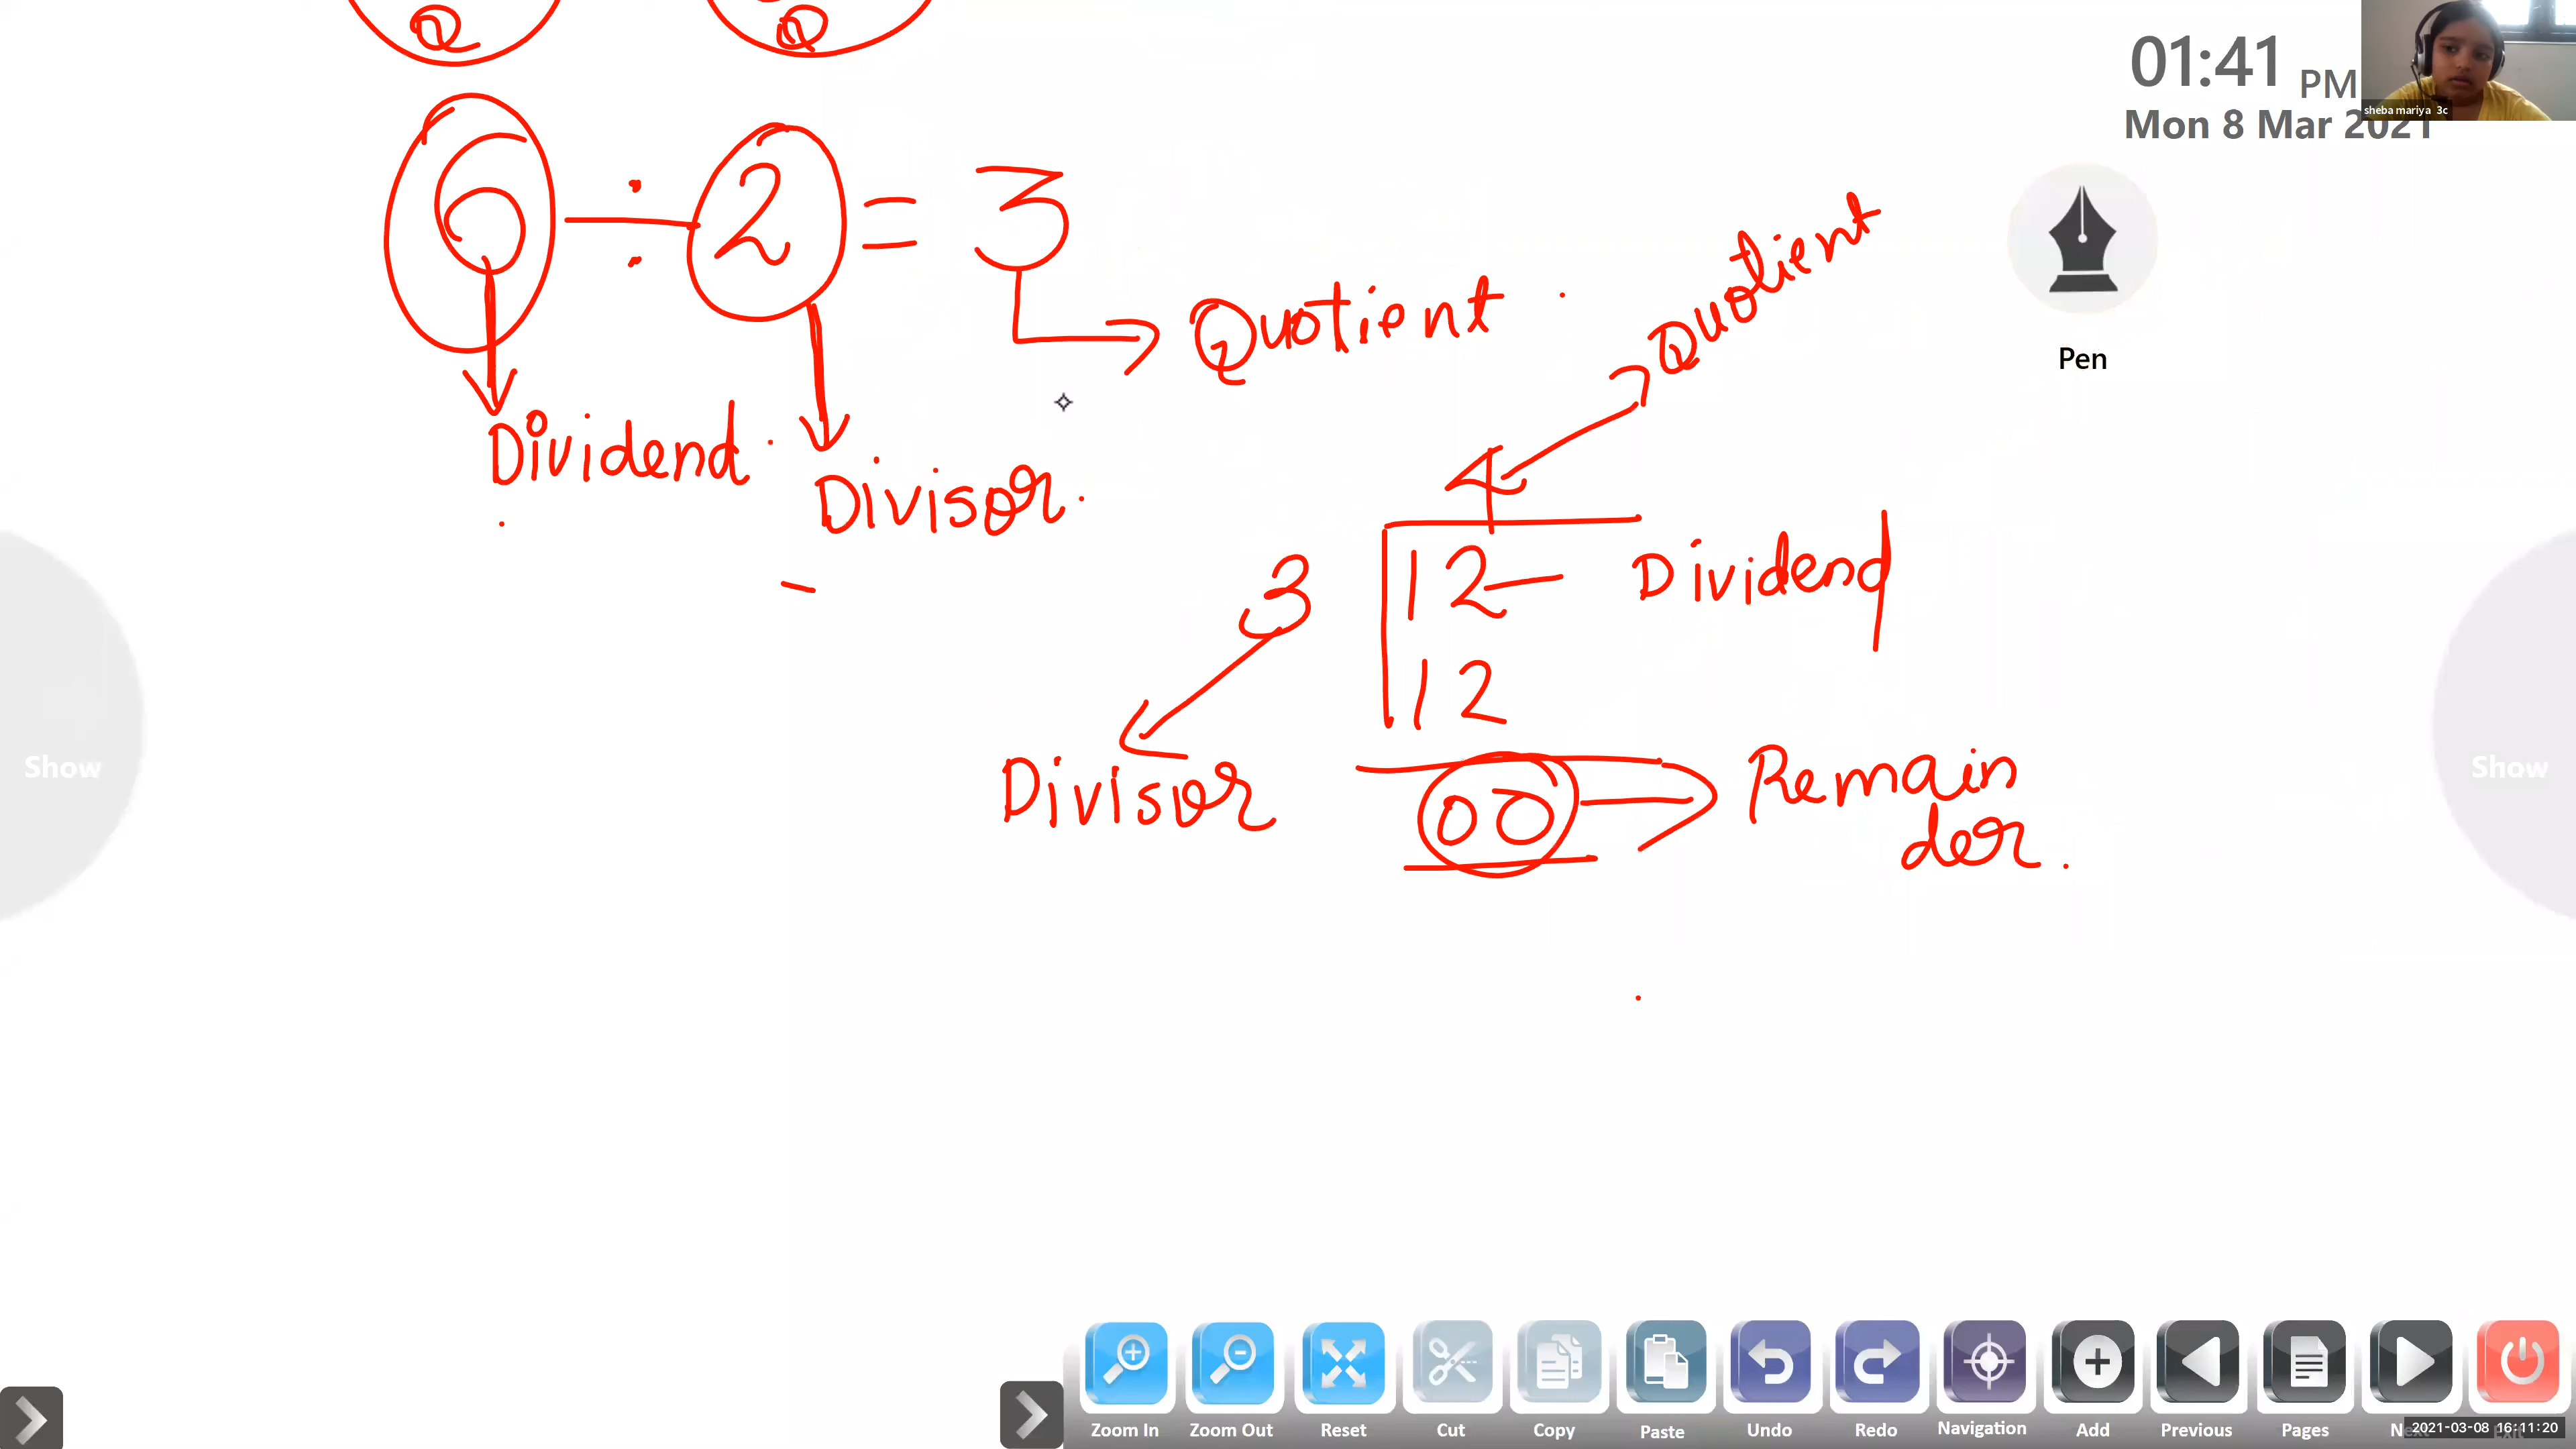 Q Q
01:41 PM
sheba mariya 3c
Mon 8 Mar 2021
6 ÷ 2 = 3
Quotient
Quotient
Pen
Dividend
Divisor
4
3 12 Dividend
12
Divisor
00
Remain
der
Show
Show
Zoom In Zoom Out Reset Cut Copy Paste Undo Redo Navigation Add Previous Pages
2021-03-08 16:11:20